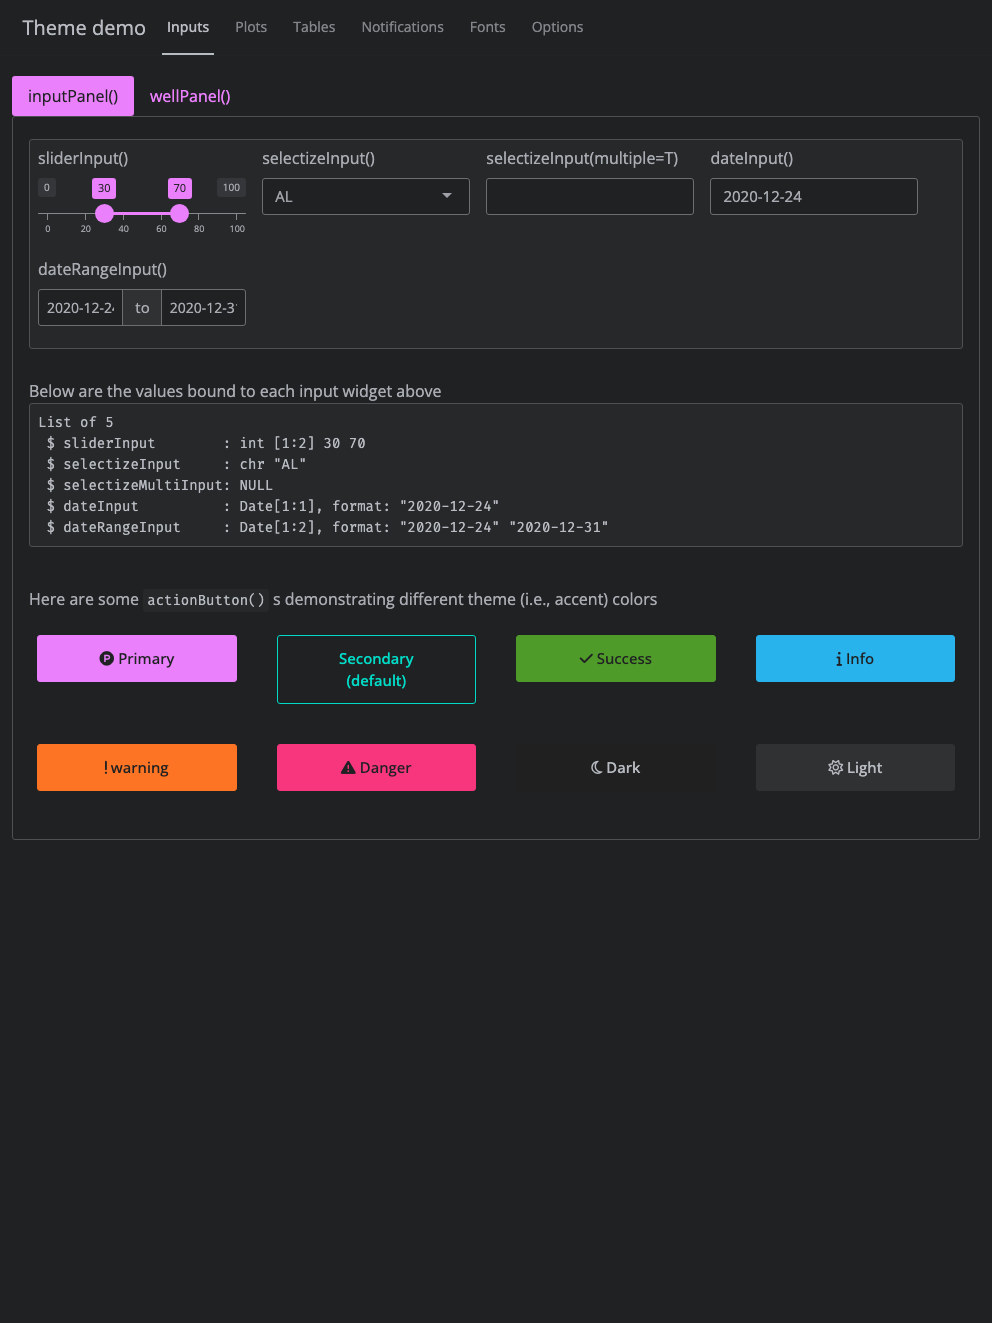 Theme demo Inputs Plots Tables Notifications Fonts Options
inputPanel() wellPanel()
sliderInput() selectizeInput() selectizeInput(multiple=T) dateInput()
0 30 70 100
AL
2020-12-24
0 20 40 60 80 100
dateRangeInput()
2020-12-24 to 2020-12-3
Below are the values bound to each input widget above
List of 5
$ sliderInput : int [1:2] 30 70
$ selectizeInput : chr "AL"
$ selectizeMultiInput: NULL
$ dateInput : Date[1:1], format: "2020-12-24"
$ dateRangeInput : Date[1:2], format: "2020-12-24" "2020-12-31"
Here are some actionButton() s demonstrating different theme (i.e., accent) colors
Primary
Secondary
(default)
Success
Info
warning
Danger
Dark
Light